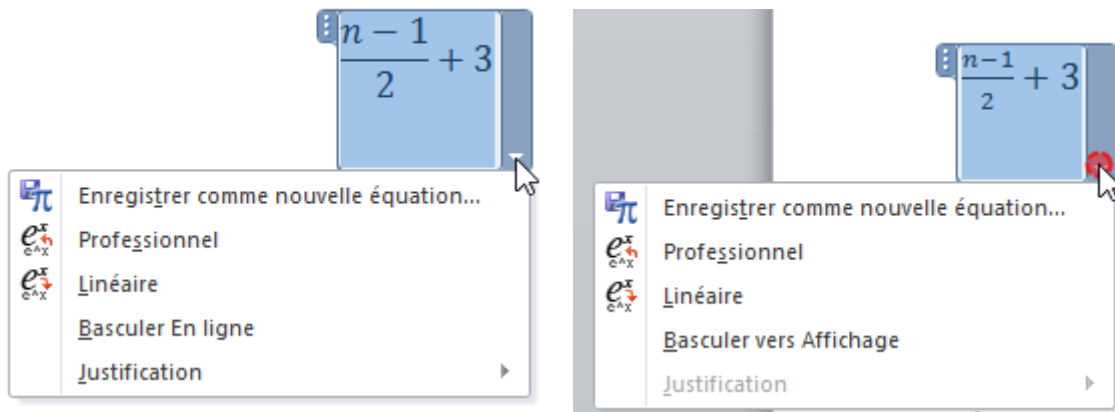 n − 1
2
+ 3
Enregistrer comme nouvelle équation...
Professionnel
Linéaire
Basculer En ligne
Justification
n−1
2
+ 3
Enregistrer comme nouvelle équation...
Professionnel
Linéaire
Basculer vers Affichage
Justification